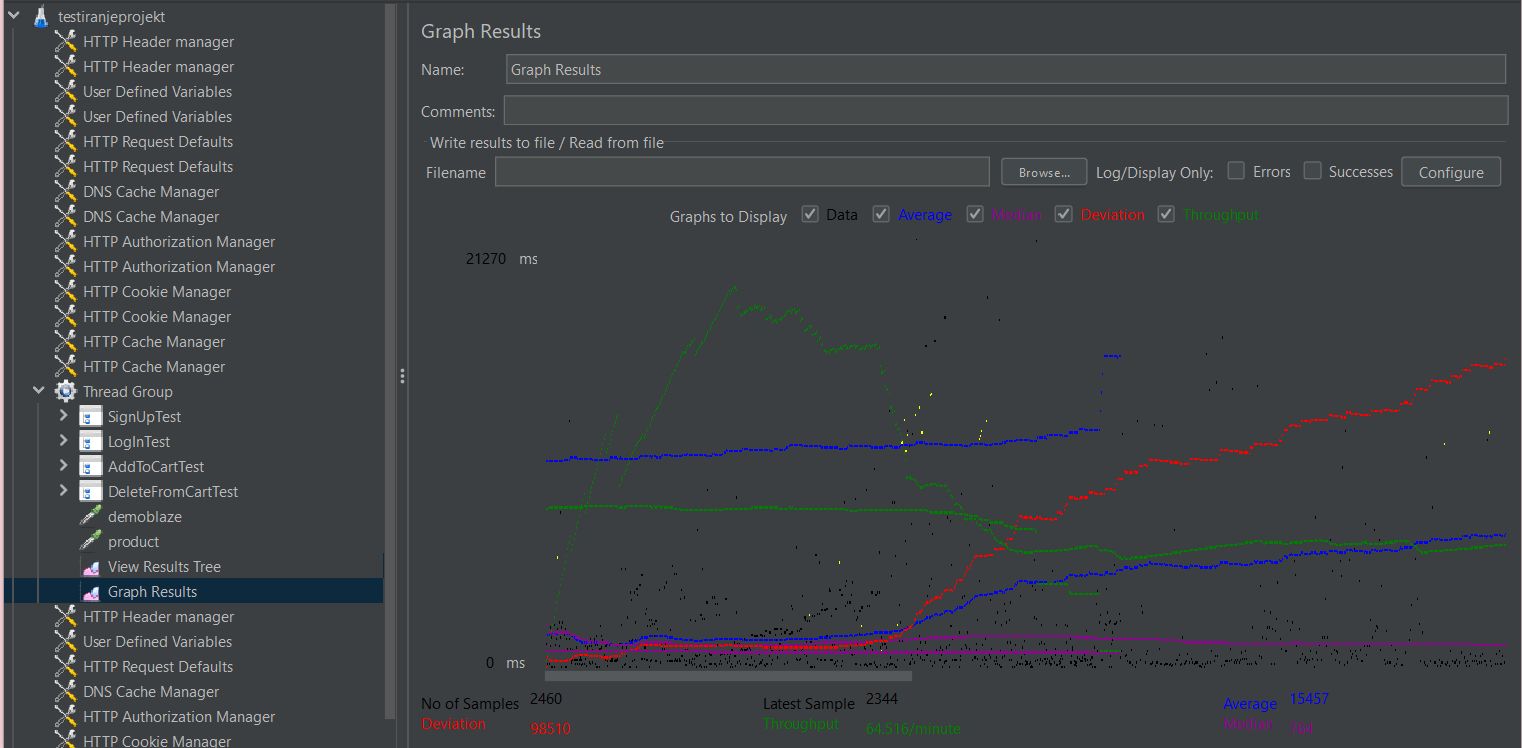 testiranjeprojekt
HTTP Header manager
HTTP Header manager
User Defined Variables
User Defined Variables
HTTP Request Defaults
HTTP Request Defaults
DNS Cache Manager
DNS Cache Manager
HTTP Authorization Manager
HTTP Authorization Manager
HTTP Cookie Manager
HTTP Cookie Manager
HTTP Cache Manager
HTTP Cache Manager
Thread Group
SignUpTest
LogInTest
AddToCartTest
DeleteFromCartTest
demoblaze
product
View Results Tree
Graph Results
HTTP Header manager
User Defined Variables
HTTP Request Defaults
DNS Cache Manager
HTTP Authorization Manager
HTTP Cookie Manager
Graph Results
Name: Graph Results
Comments:
Write results to file / Read from file
Filename Browse... Log/Display Only: Errors Successes Configure
Graphs to Display Data Average Median Deviation Throughput
21270 ms
0 ms
No of Samples 2460 Latest Sample 2344 Average 15457
Deviation 98510 Throughput 64.516/minute Median